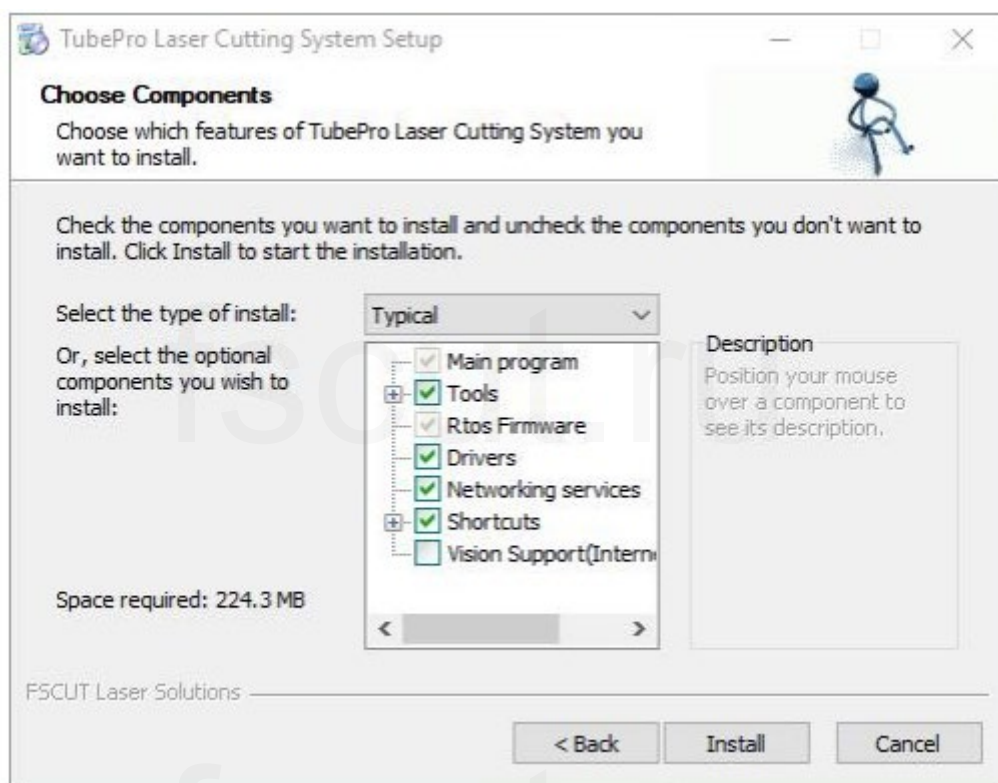 TubePro Laser Cutting System Setup
Choose Components
Choose which features of TubePro Laser Cutting System you
want to install.
Check the components you want to install and uncheck the components you don't want to
install. Click Install to start the installation.
Select the type of install:
Typical
Or, select the optional
components you wish to
install:
Main program
Tools
Rtos Firmware
Drivers
Networking services
Shortcuts
Vision Support(Intern
Description
Position your mouse
over a component to
see its description.
Space required: 224.3 MB
FSCUT Laser Solutions
< Back
Install
Cancel